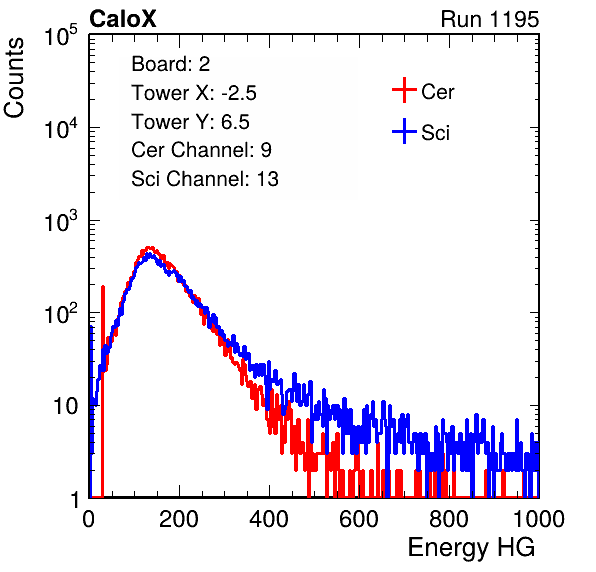 CaloX Run 1195
Counts
Board: 2
Tower X: -2.5
Tower Y: 6.5
Cer Channel: 9
Sci Channel: 13
Cer
Sci
10^5
10^4
10^3
10^2
10
1
0 200 400 600 800 1000
Energy HG